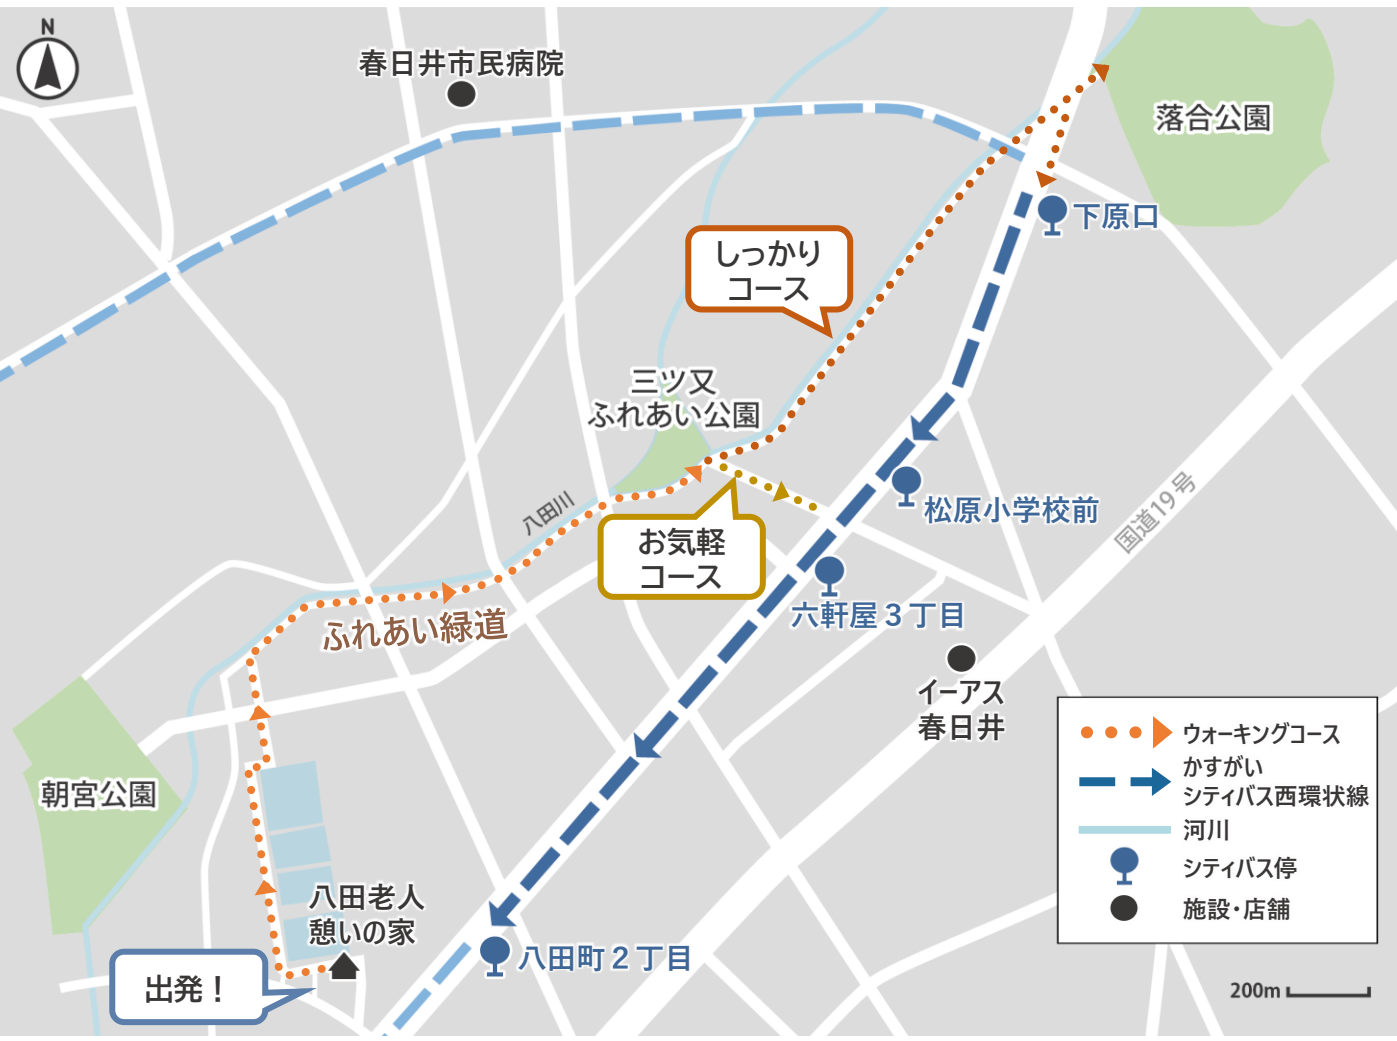 N
春日井市民病院
落合公園
下原口
しっかり
コース
三ツ又
ふれあい公園
八田川
お気軽
コース
松原小学校前
国道19号
六軒屋３丁目
ふれあい緑道
イーアス
春日井
朝宮公園
八田老人
憩いの家
出発！
八田町２丁目
ウォーキングコース
かすがい
シティバス西環状線
河川
シティバス停
施設・店舗
200m